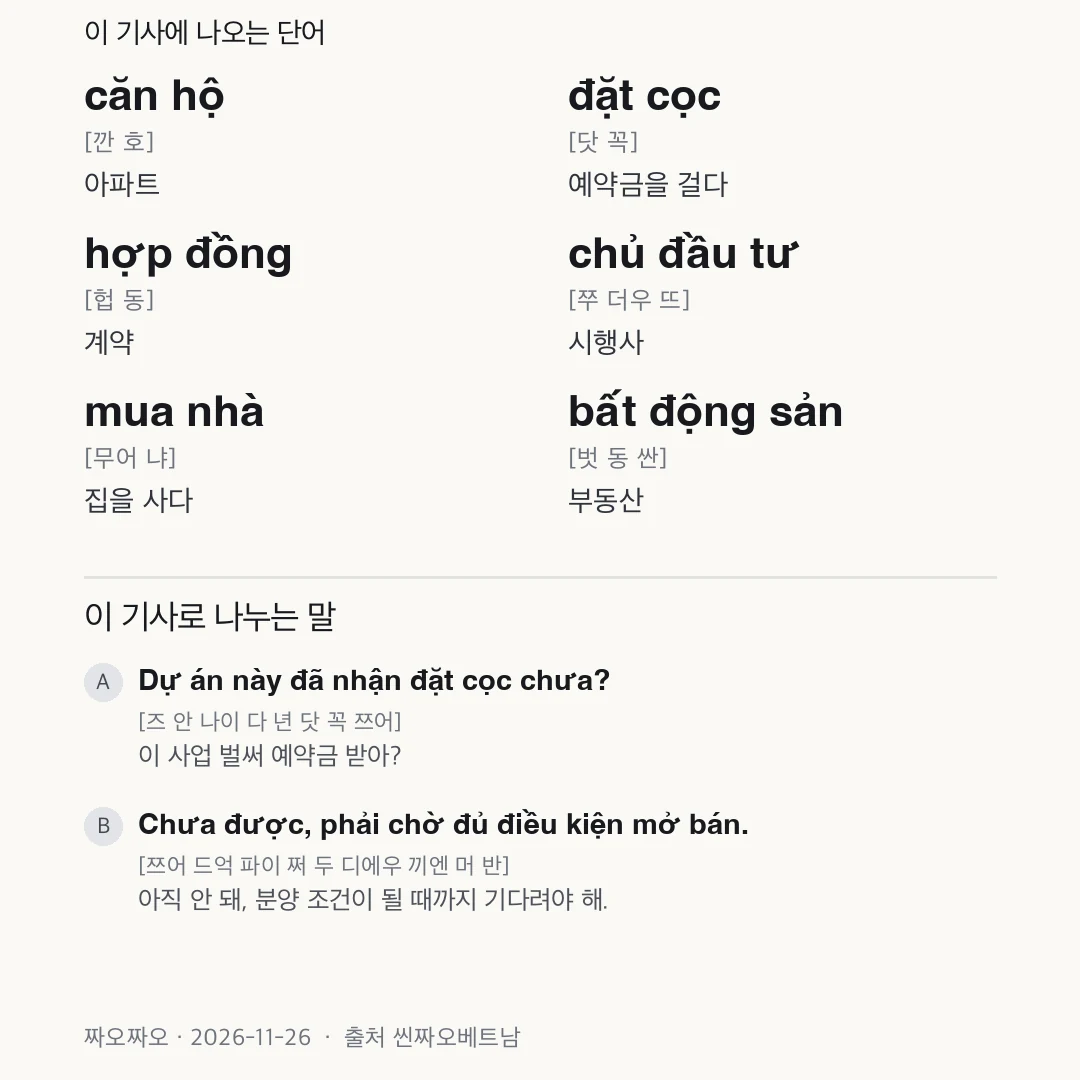 이 기사에 나오는 단어
căn hộ
[깐 호]
아파트
đặt cọc
[닷 꼭]
예약금을 걸다
hợp đồng
[헙 동]
계약
chủ đầu tư
[쭈 더우 뜨]
시행사
mua nhà
[무어 냐]
집을 사다
bất động sản
[벗 동 싼]
부동산
이 기사로 나누는 말
A Dự án này đã nhận đặt cọc chưa?
[즈 안 나이 다 년 닷 꼭 쯔어]
이 사업 벌써 예약금 받아?
B Chưa được, phải chờ đủ điều kiện mở bán.
[쯔어 드억 파이 쩌 두 디에우 끼엔 머 반]
아직 안 돼, 분양 조건이 될 때까지 기다려야 해.
짜오짜오 · 2026-11-26 · 출처 씬짜오베트남